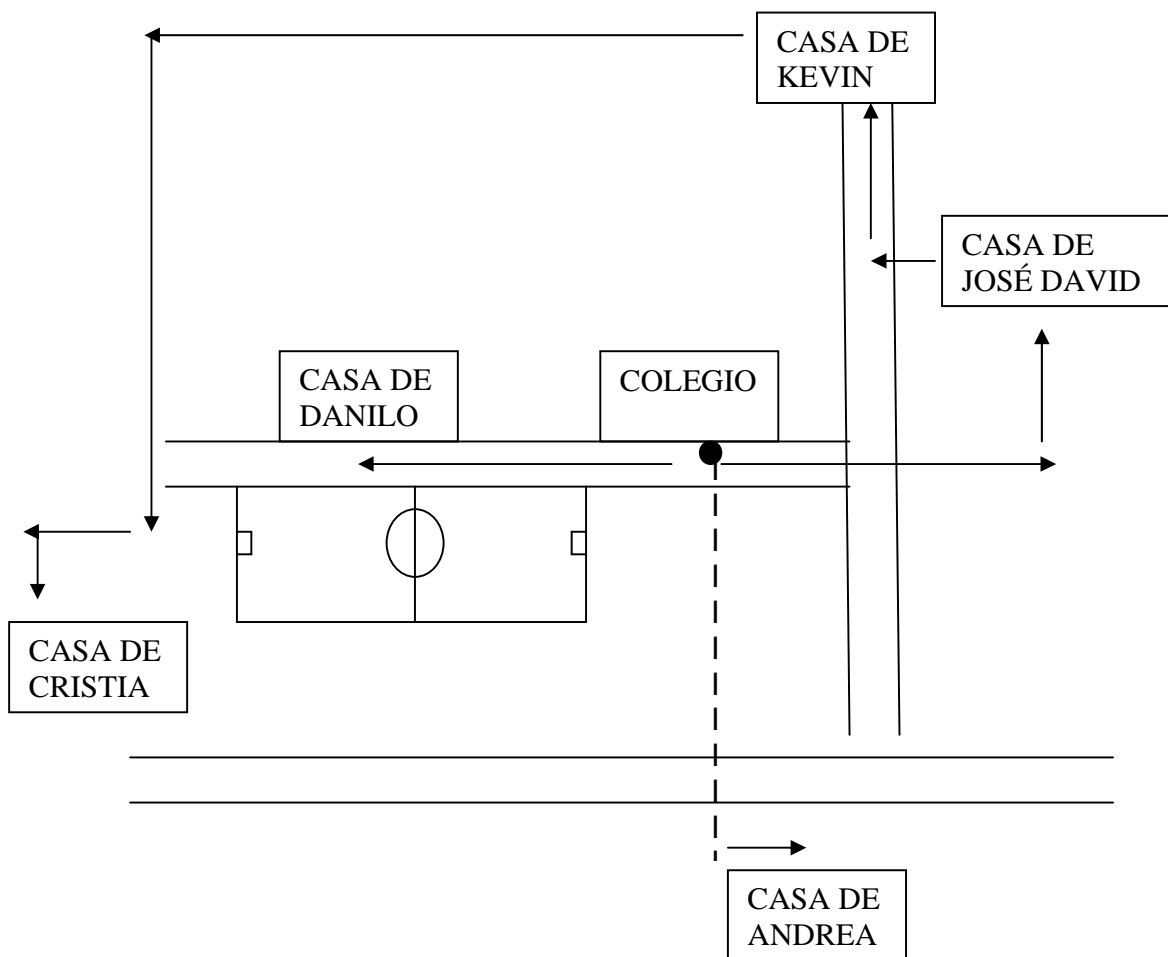 CASA DE
KEVIN
CASA DE
JOSÉ DAVID
CASA DE
DANILO
COLEGIO
CASA DE
CRISTIA
CASA DE
ANDREA